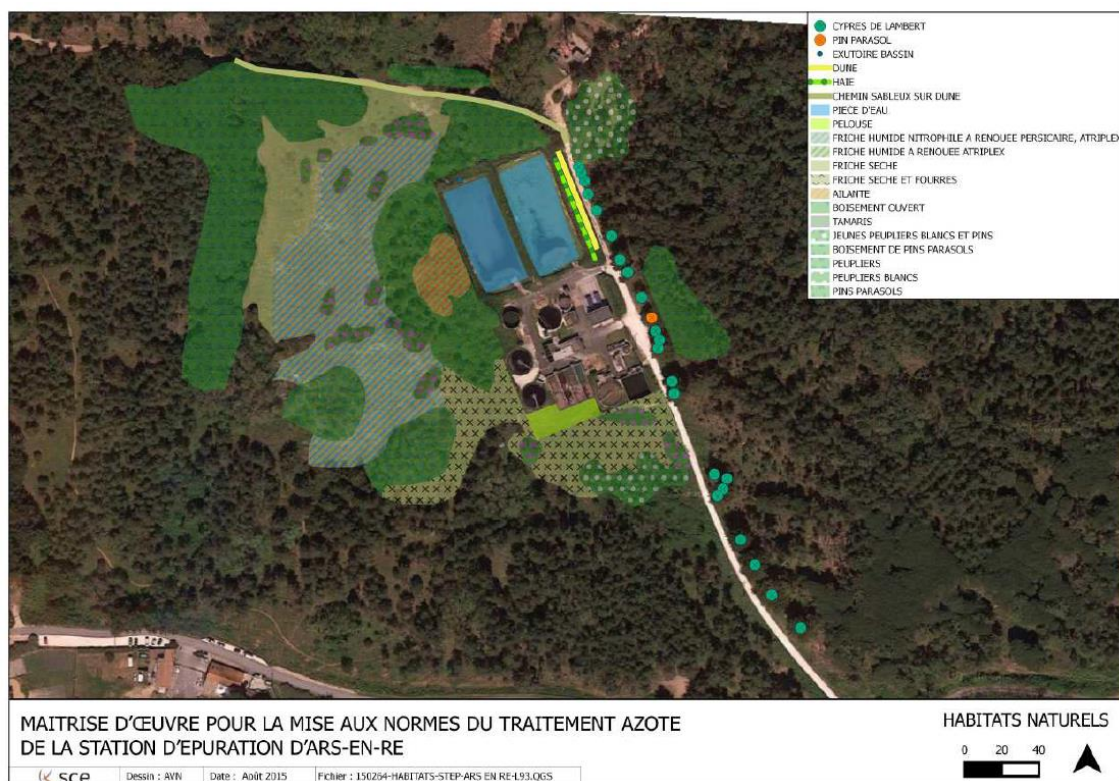 CYPRES DE LAMBERT
PIN PARASOL
EXUTOIRE BASSIN
DUNE
HAIE
CHEMIN SABLEUX SUR DUNE
PIECE D'EAU
PELOUSE
FRICHE HUMIDE NITROPHILE A RENOUEE PERSICAIRE, ATRIPLEX
FRICHE HUMIDE A RENOUEE ATRIPLEX
FRICHE SECHE
FRICHE SECHE ET FOURRES
AILANTE
BOISEMENT OUVERT
TAMARIS
JEUNES PEUPLIERS BLANCS ET PINS
BOISEMENT DE PINS PARASOLS
PEUPLIERS
PEUPLIERS BLANCS
PINS PARASOLS
MAITRISE D'ŒUVRE POUR LA MISE AUX NORMES DU TRAITEMENT AZOTE
DE LA STATION D'EPURATION D'ARS-EN-RE
HABITATS NATURELS
0 20 40
sce Dessin : AVN Date : Août 2015 Fichier : 150264-HABITATS-STEP-ARS EN RE-L93.QGS